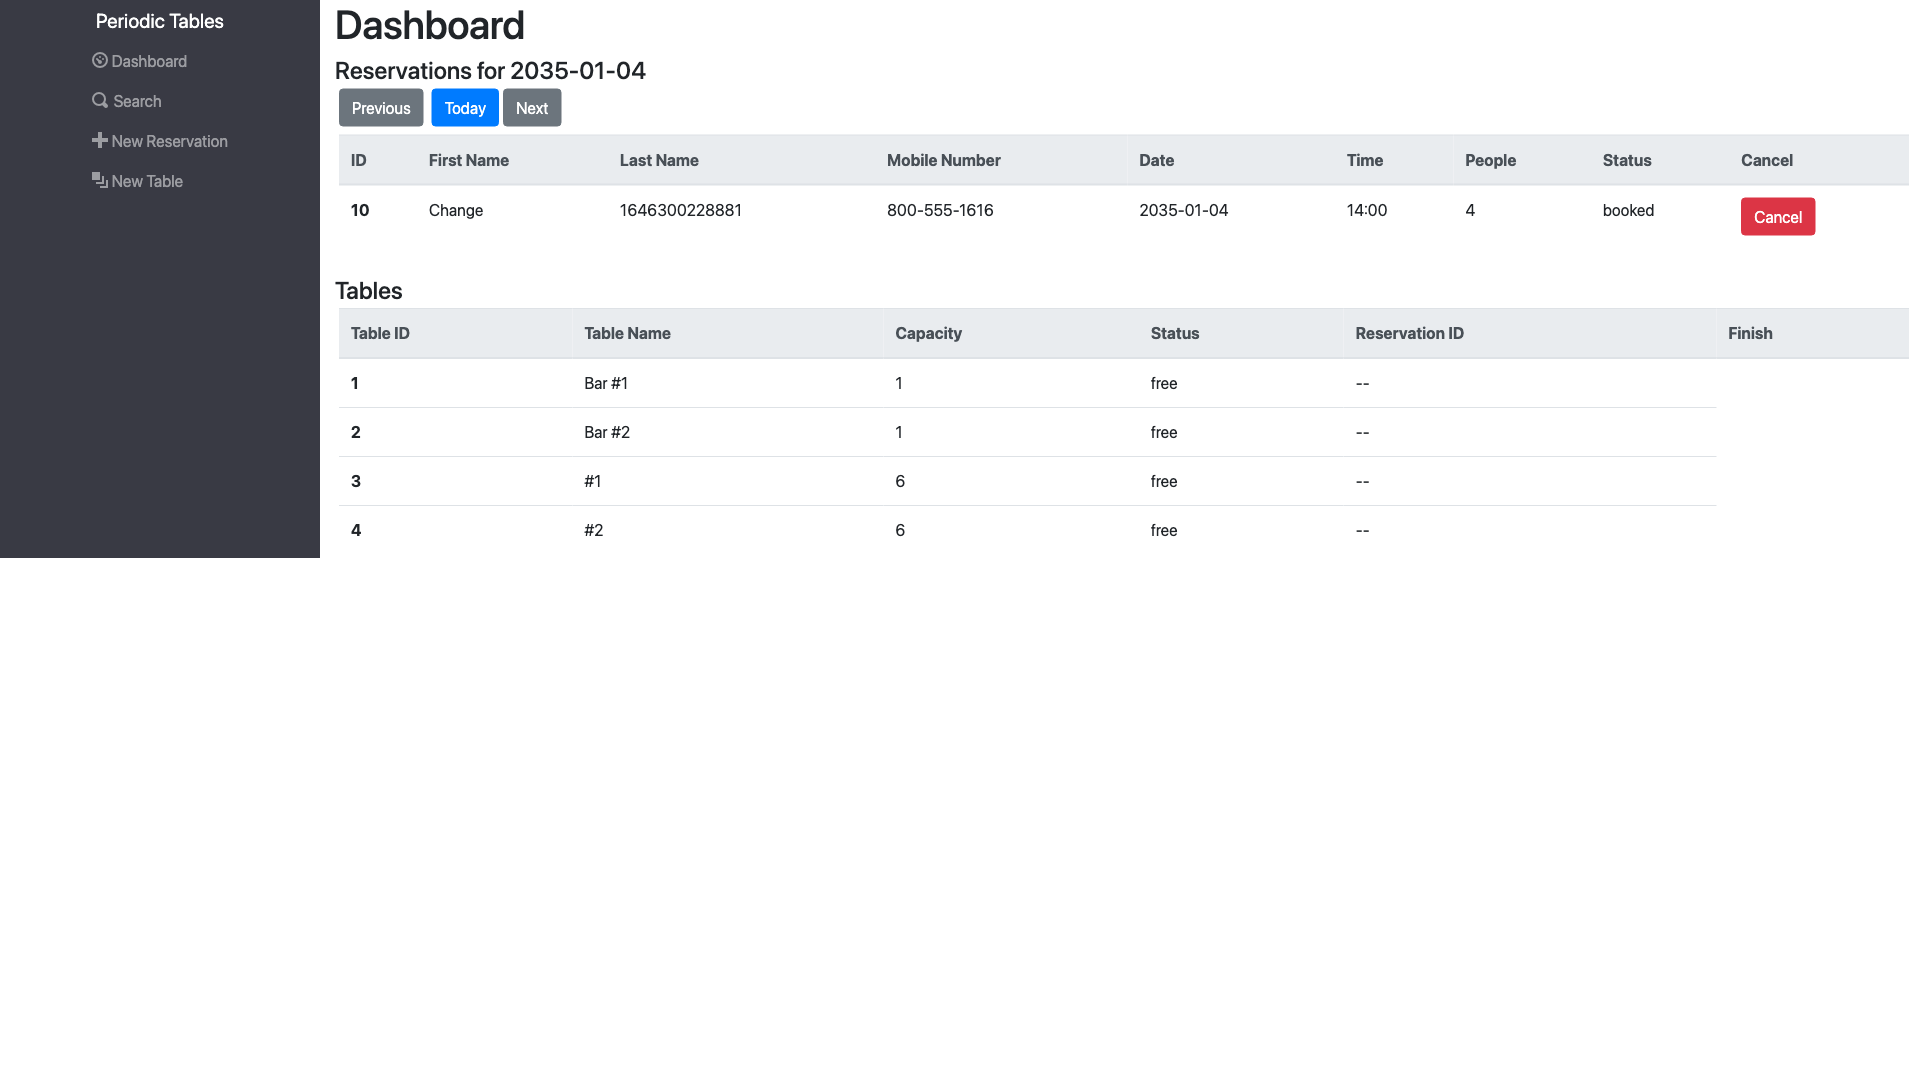 Periodic Tables
Dashboard
Search
New Reservation
New Table
Dashboard
Reservations for 2035-01-04
Previous Today Next
ID First Name Last Name Mobile Number Date Time People Status Cancel
10 Change 1646300228881 800-555-1616 2035-01-04 14:00 4 booked Cancel
Tables
Table ID Table Name Capacity Status Reservation ID Finish
1 Bar #1 1 free --
2 Bar #2 1 free --
3 #1 6 free --
4 #2 6 free --